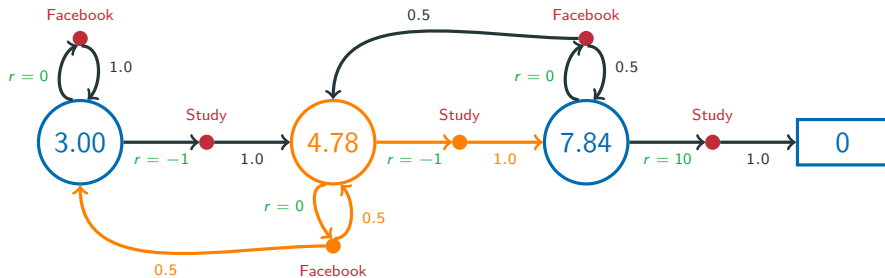 Facebook
0.5
Facebook
r = 0
1.0
r = 0
0.5
Study
Study
Study
3.00
4.78
7.84
0
r = −1
1.0
r = −1
1.0
r = 10
1.0
r = 0
0.5
0.5
Facebook